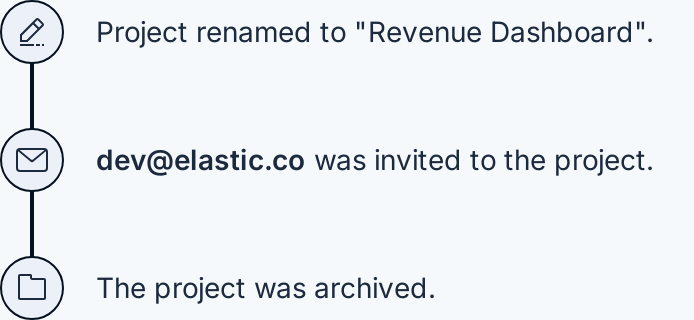 Project renamed to "Revenue Dashboard".
dev@elastic.co was invited to the project.
The project was archived.